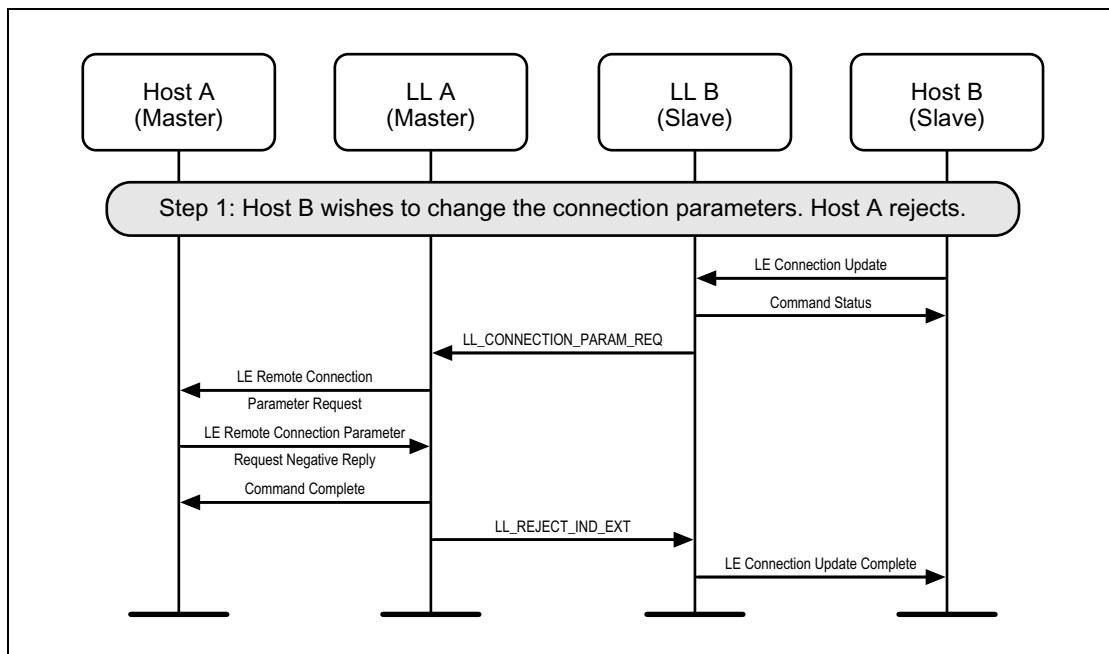 Host A
(Master)
LL A
(Master)
LL B
(Slave)
Host B
(Slave)
Step 1: Host B wishes to change the connection parameters. Host A rejects.
LE Connection Update
Command Status
LL_CONNECTION_PARAM_REQ
LE Remote Connection
Parameter Request
LE Remote Connection Parameter
Request Negative Reply
Command Complete
LL_REJECT_IND_EXT
LE Connection Update Complete